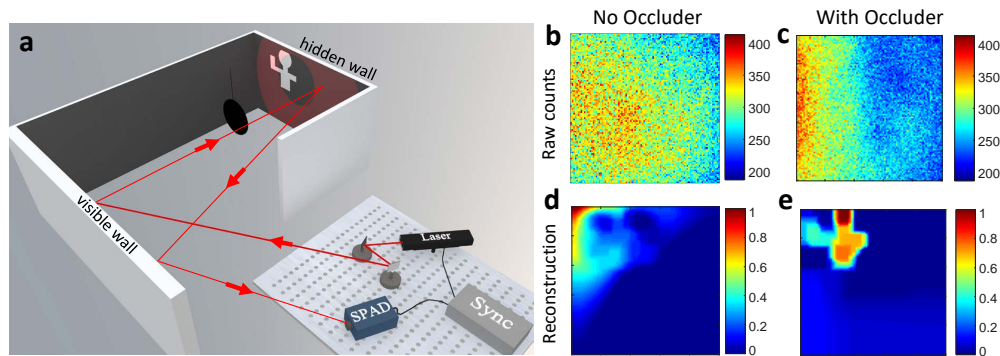 a
hidden wall
visible wall
Laser
SPAD
Sync
No Occluder
With Occluder
b
c
Raw counts
400
350
300
250
200
400
350
300
250
200
d
e
Reconstruction
1
0.8
0.6
0.4
0.2
0
1
0.8
0.6
0.4
0.2
0